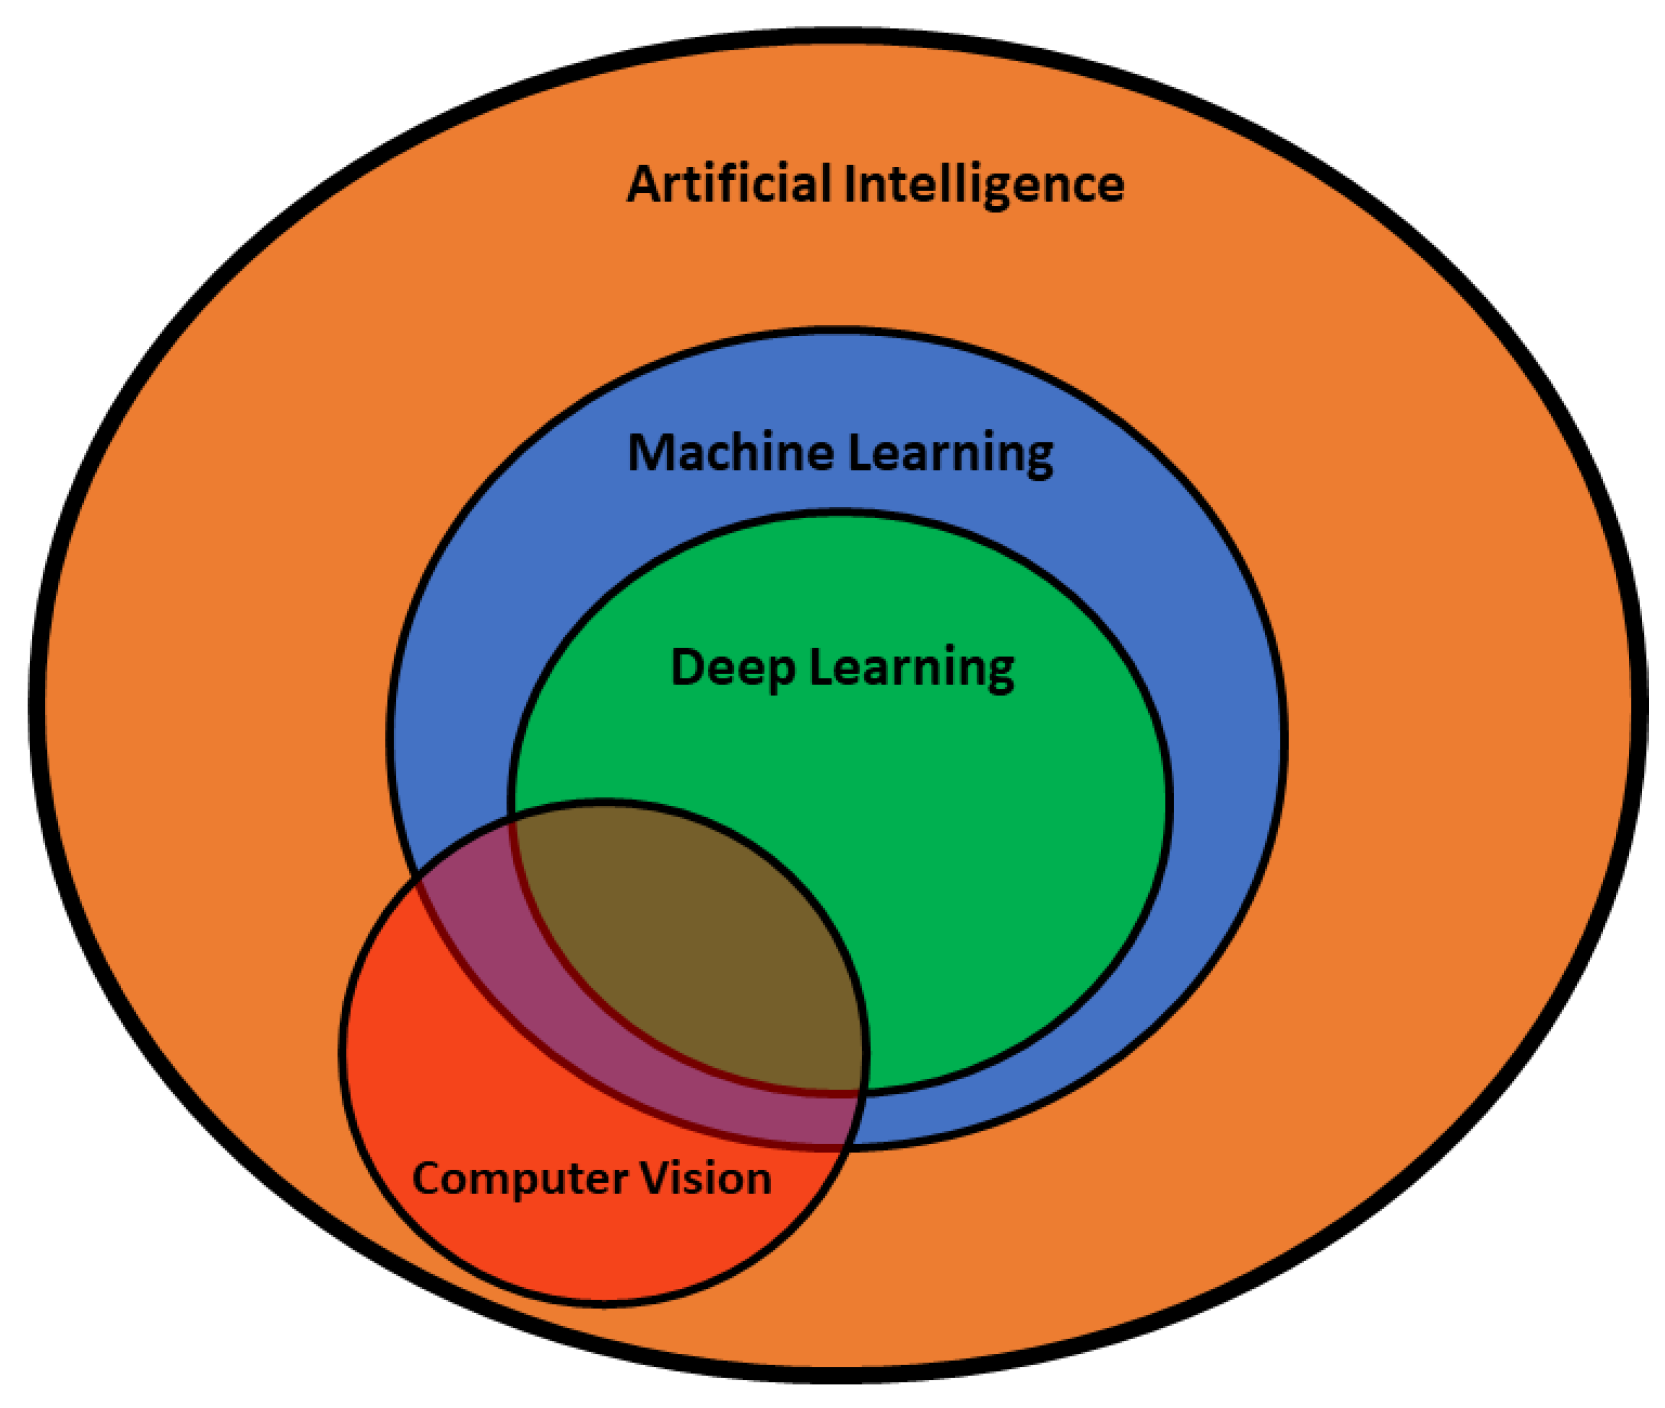 Artificial Intelligence
Machine Learning
Deep Learning
Computer Vision